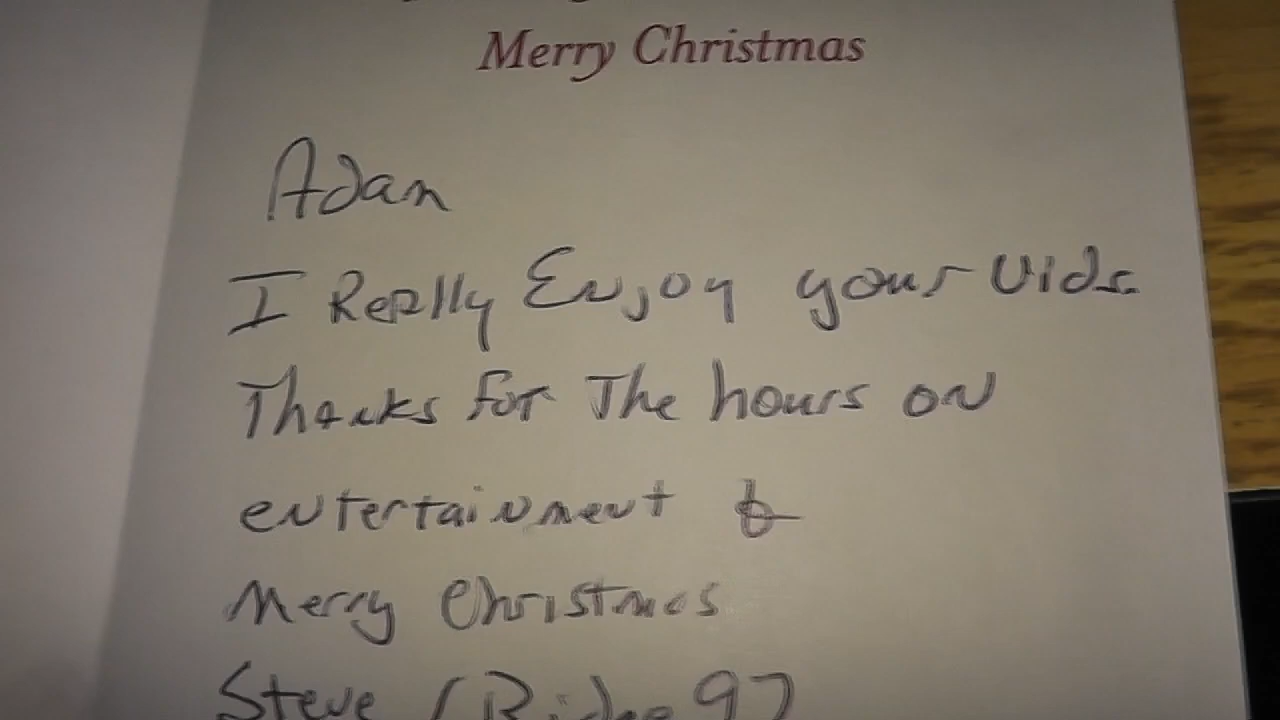 Merry Christmas
Adam
I Really Enjoy your vids.
Thanks for The hours on
entertainment &
Merry Christmas
Steve